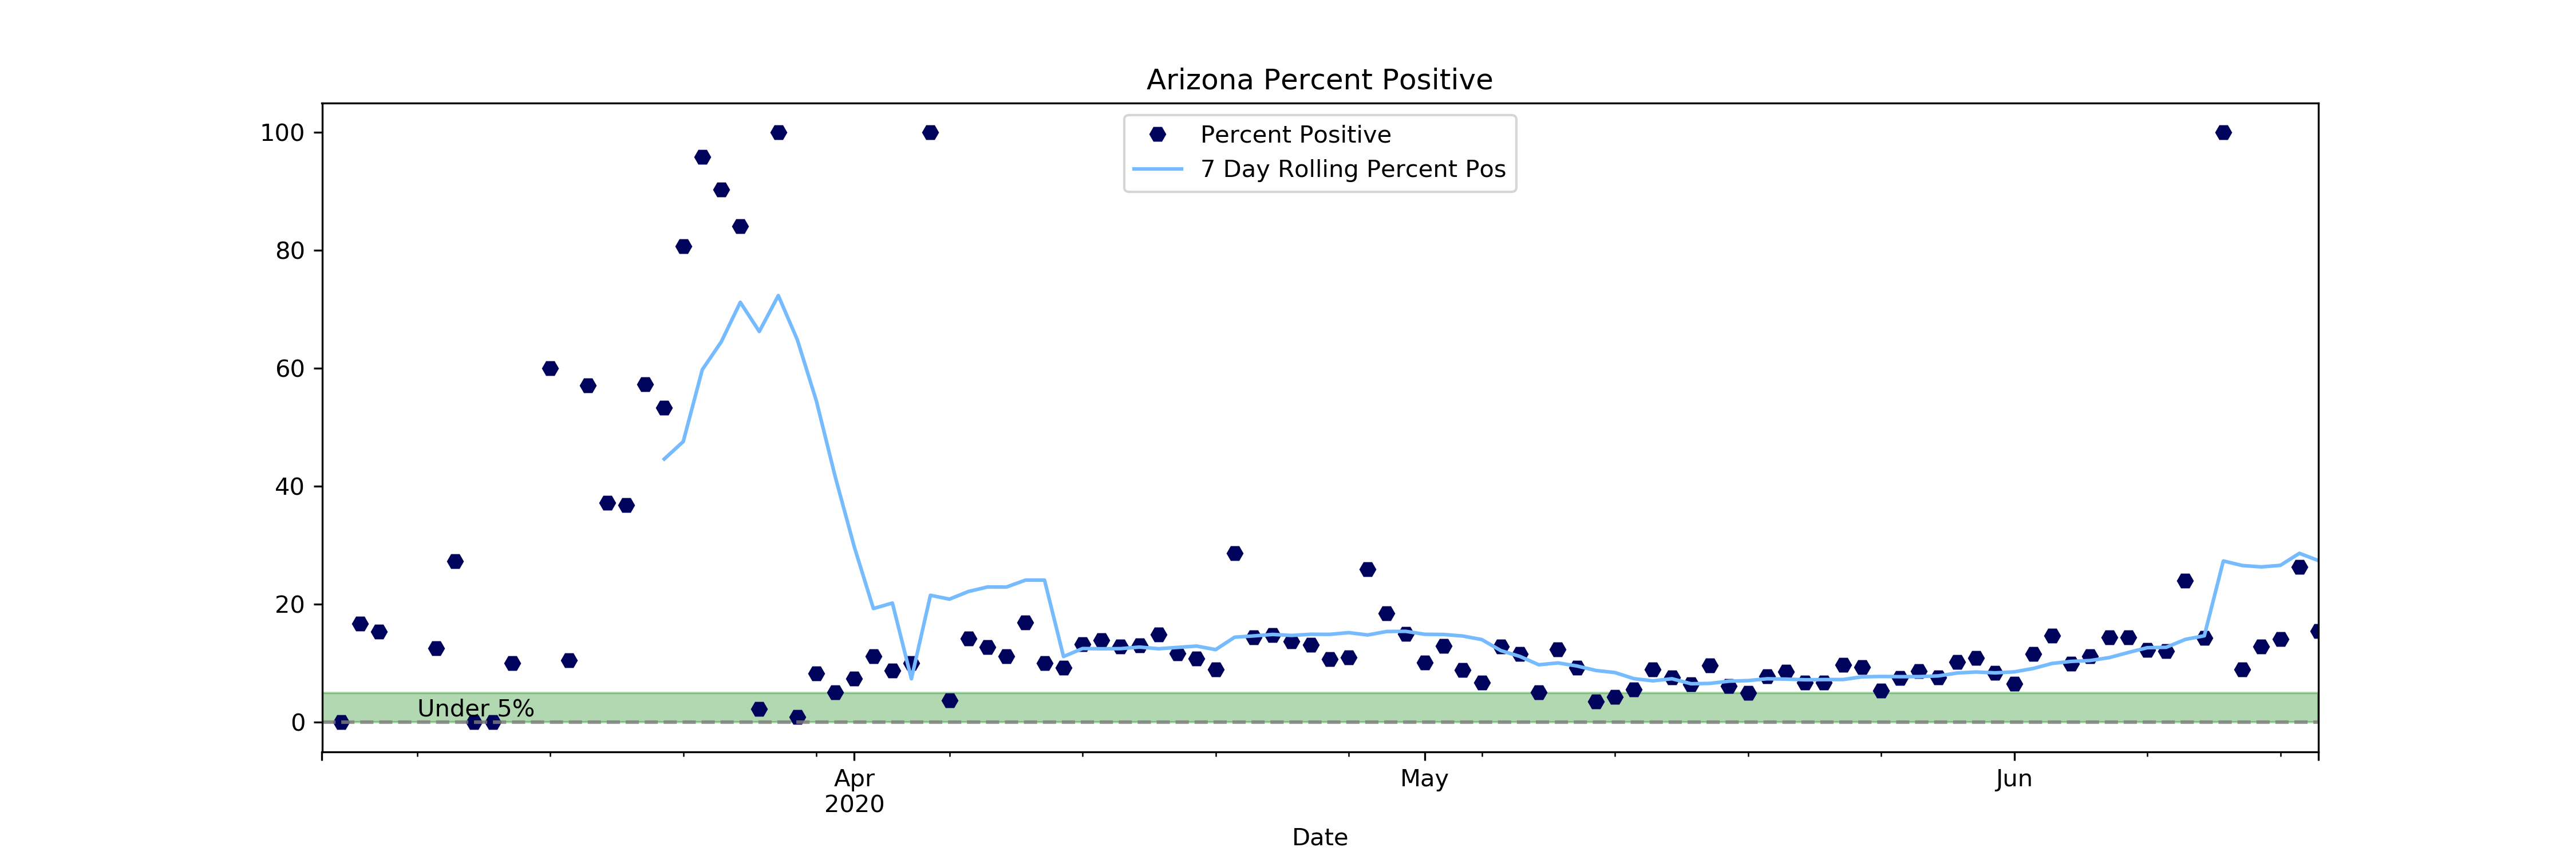 Arizona Percent Positive
Percent Positive
7 Day Rolling Percent Pos
100
80
60
40
20
0
Under 5%
Apr
2020
May
Jun
Date